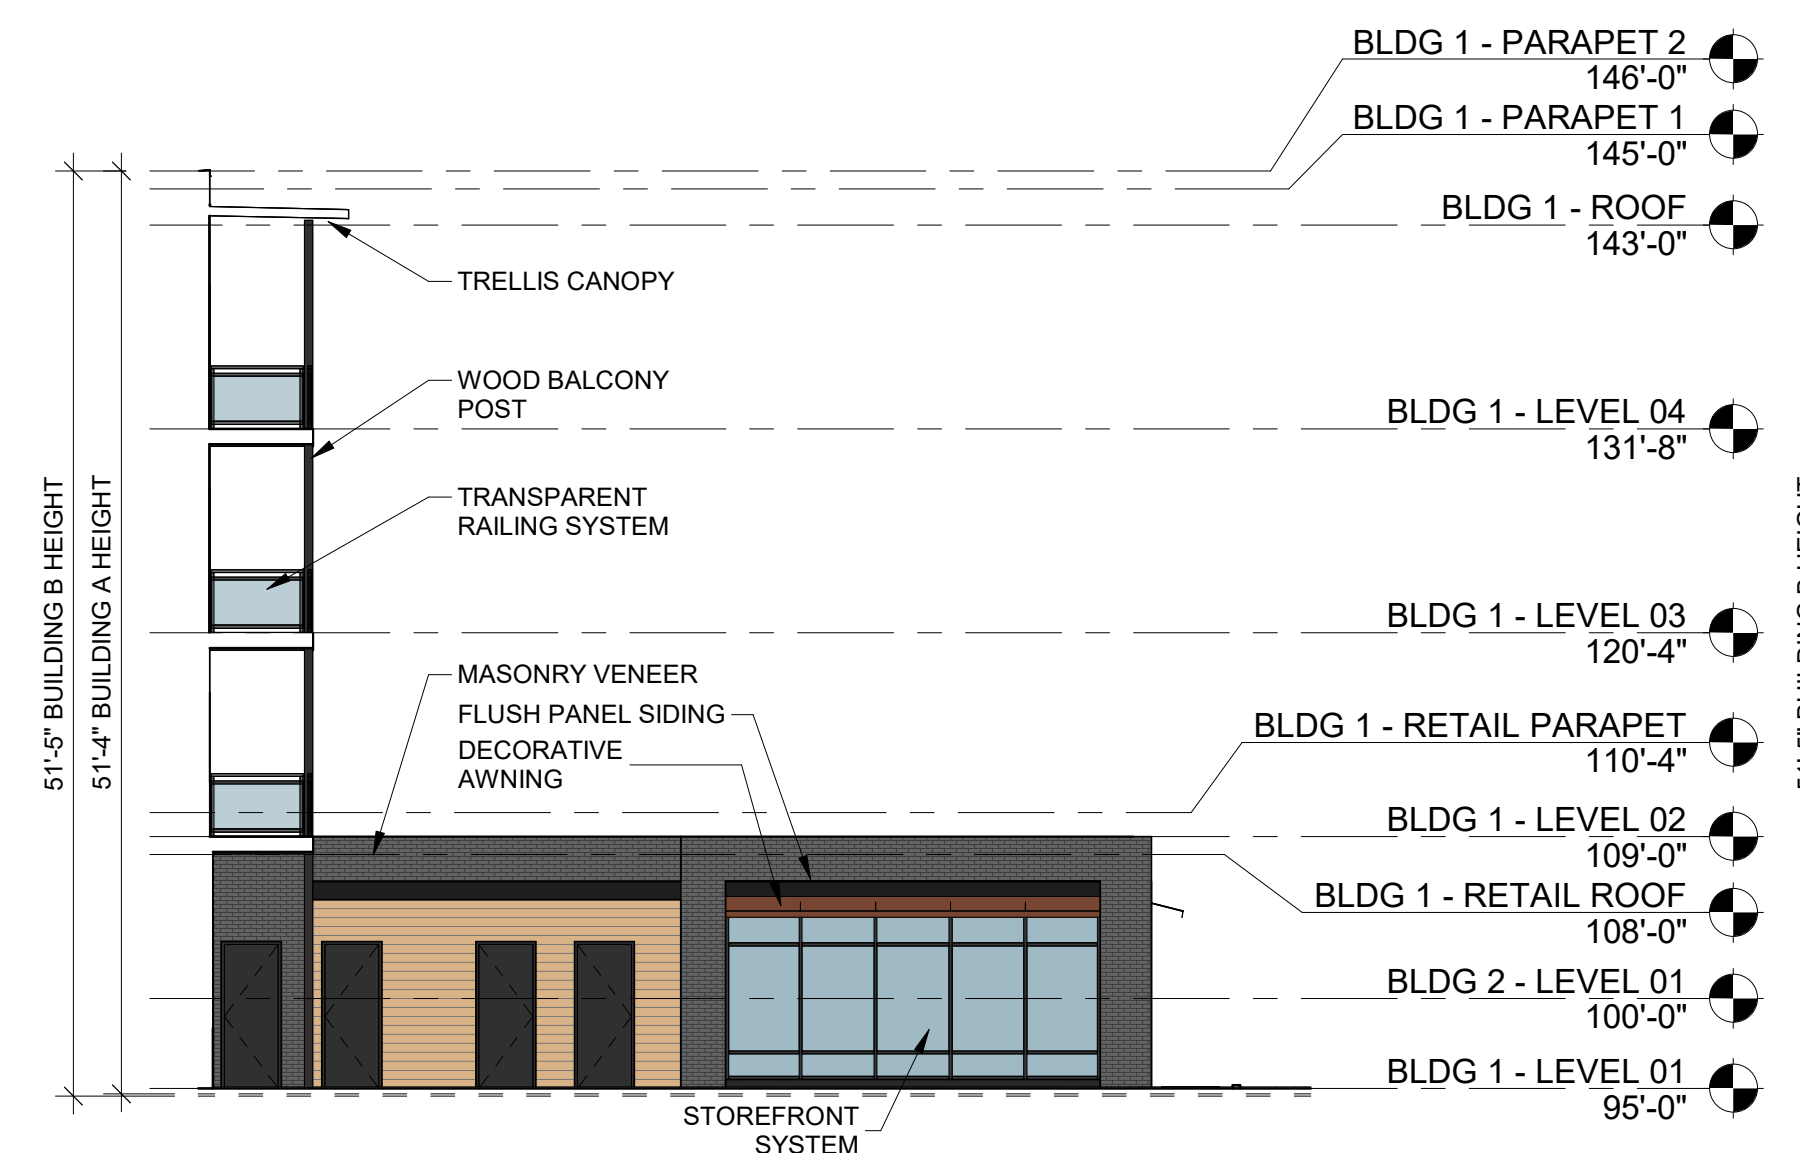 BLDG 1 - PARAPET 2
146'-0"
BLDG 1 - PARAPET 1
145'-0"
BLDG 1 - ROOF
143'-0"
TRELLIS CANOPY
WOOD BALCONY
POST
BLDG 1 - LEVEL 04
131'-8"
TRANSPARENT
RAILING SYSTEM
51'-5" BUILDING B HEIGHT
51'-4" BUILDING A HEIGHT
BLDG 1 - LEVEL 03
120'-4"
MASONRY VENEER
FLUSH PANEL SIDING
DECORATIVE
AWNING
BLDG 1 - RETAIL PARAPET
110'-4"
BLDG 1 - LEVEL 02
109'-0"
BLDG 1 - RETAIL ROOF
108'-0"
BLDG 2 - LEVEL 01
100'-0"
BLDG 1 - LEVEL 01
95'-0"
STOREFRONT
SYSTEM